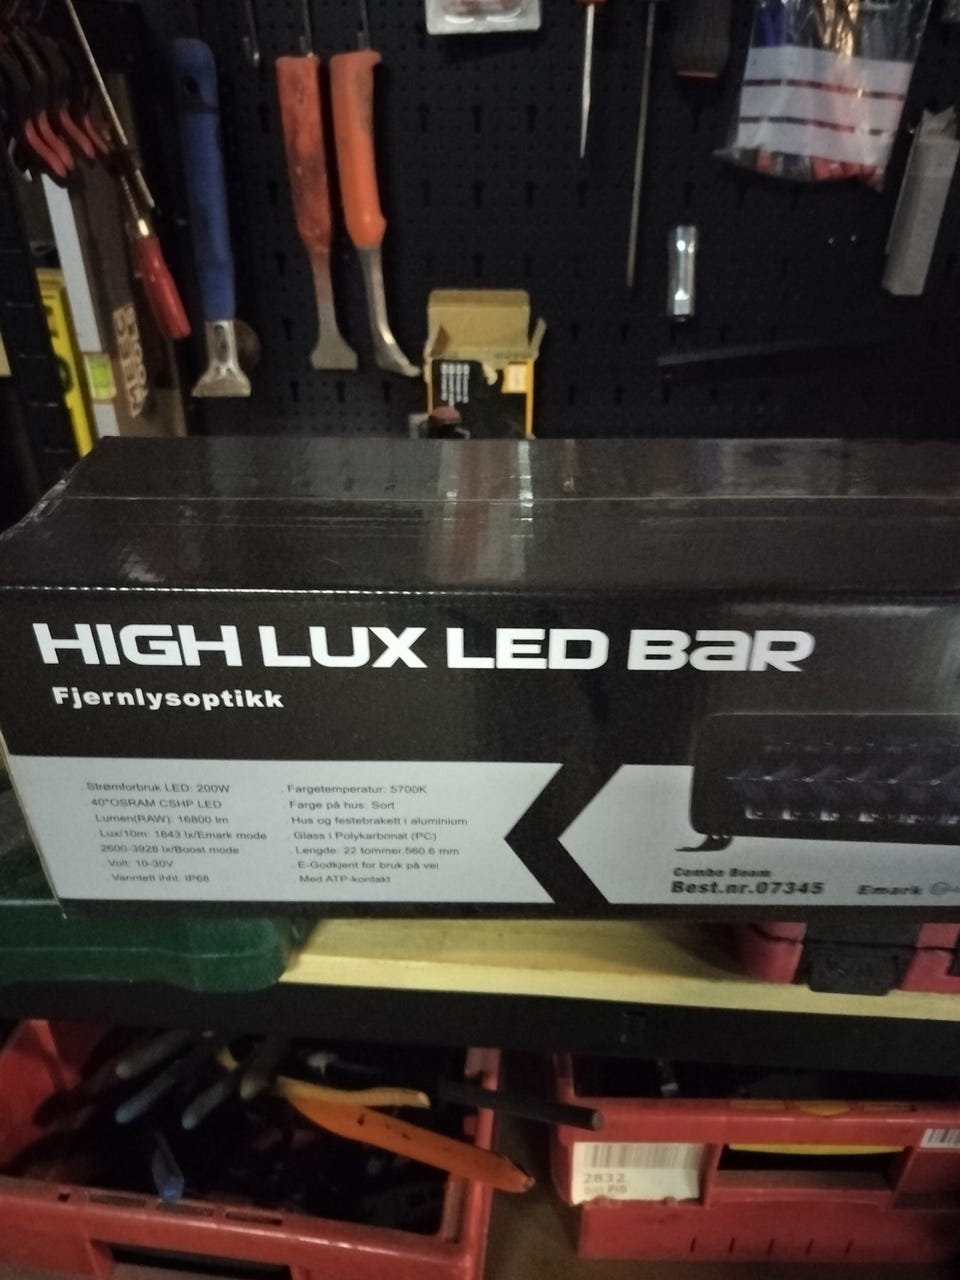 HIGH LUX LED BAR
Fjernlysoptikk
. Strømforbruk LED: 200W
. 40*OSRAM CSHP LED
. Lumen(RAW): 16800 lm
. Lux/10m: 1843 lx/Emark mode
2600-3928 lx/Boost mode
. Volt: 10-30V
. Vanntett ihht. IP68
. Fargetemperatur: 5700K
. Farge på hus: Sort
. Hus og festebrakett i aluminium
. Glass i Polykarbonat (PC)
. Lengde: 22 tommer.560.6 mm
. E-Godkjent for bruk på vei
. Med ATP-kontakt
Combo Beam
Best.nr.07345
Emark
2832